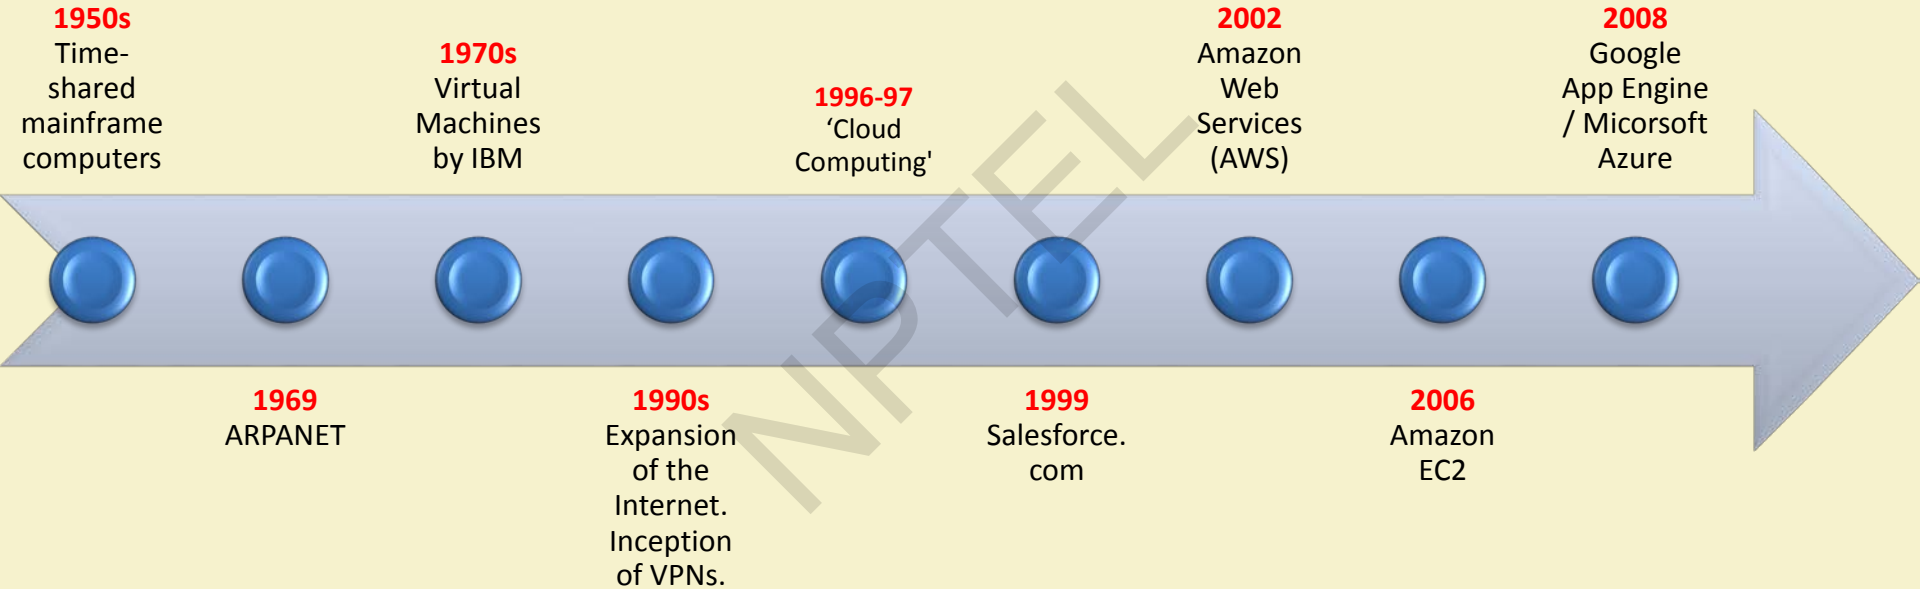 1950s
Time-
shared
mainframe
computers
1969
ARPANET
1970s
Virtual
Machines
by IBM
1990s
Expansion
of the
Internet.
Inception
of VPNs.
1996-97
‘Cloud
Computing'
1999
Salesforce.
com
2002
Amazon
Web
Services
(AWS)
2006
Amazon
EC2
2008
Google
App Engine
/ Micorsoft
Azure
NPTEL